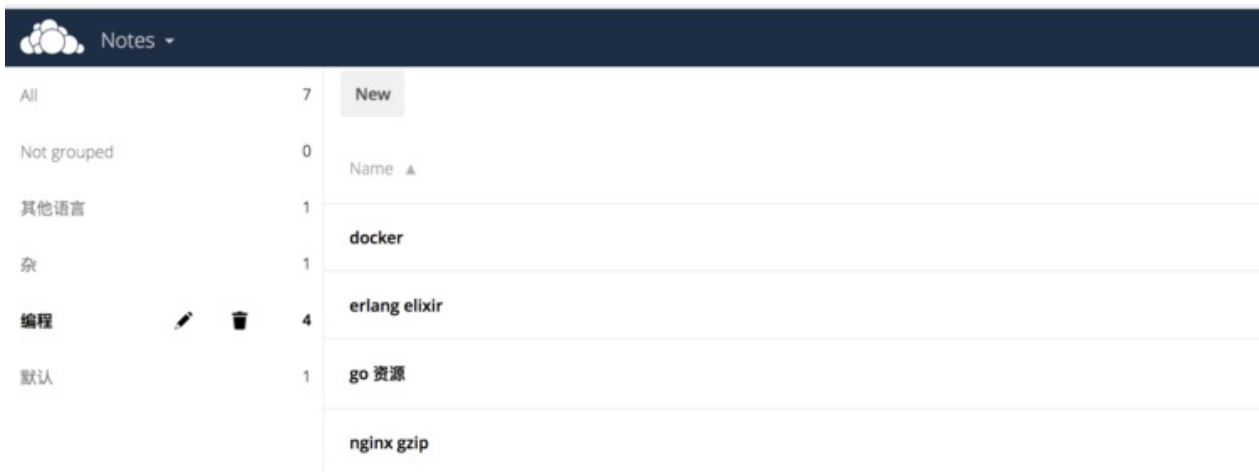 Notes
All 7
New
Not grouped 0
Name ▲
其他语言 1
docker
杂 1
erlang elixir
编程 4
go 资源
默认 1
nginx gzip